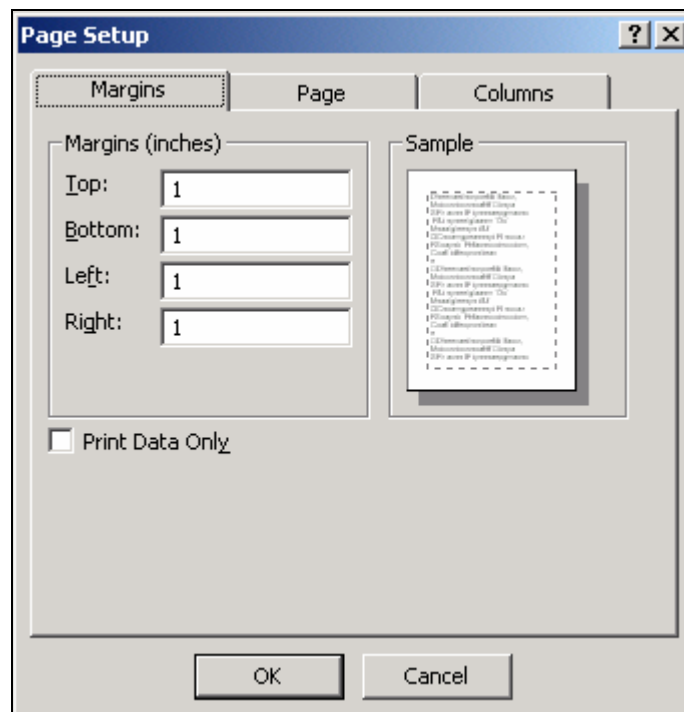 Page Setup
Margins Page Columns
Margins (inches) Sample
Top: 1
Bottom: 1
Left: 1
Right: 1
Print Data Only
OK Cancel